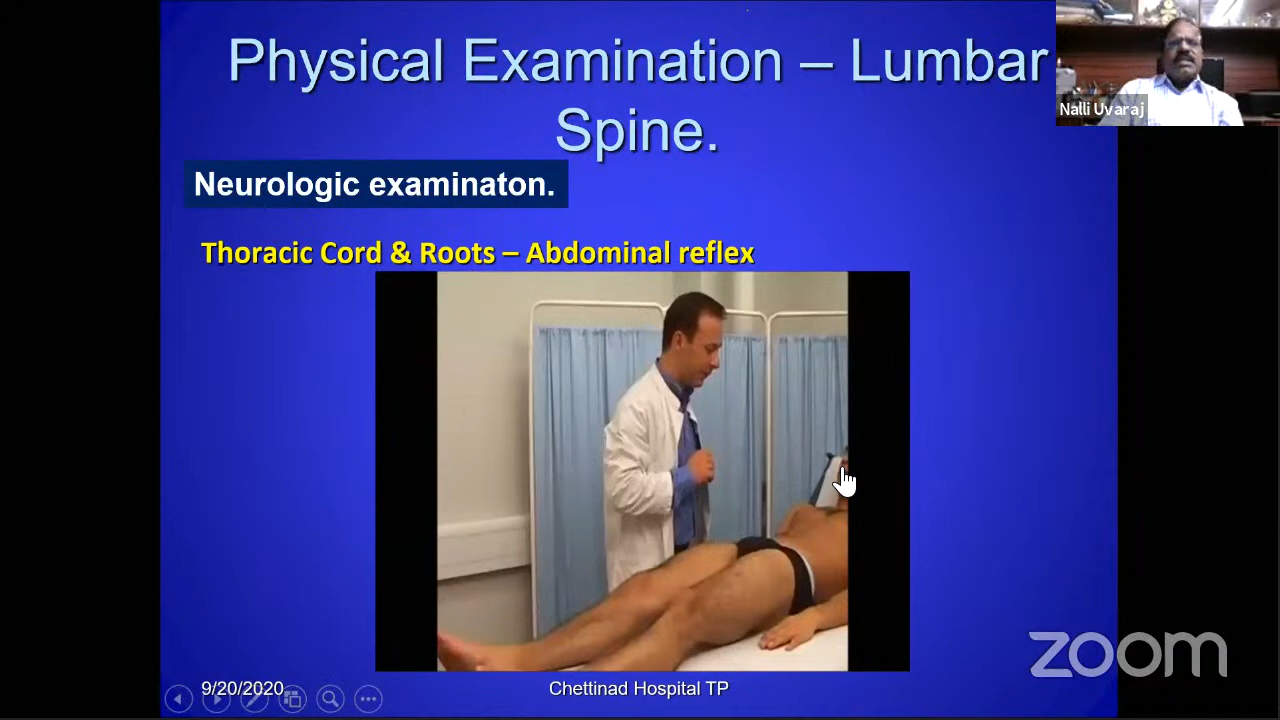 Physical Examination – Lumbar
Spine.
Nalli Uvaraj
Neurologic examinaton.
Thoracic Cord & Roots – Abdominal reflex
zoom
9/20/2020
Chettinad Hospital TP